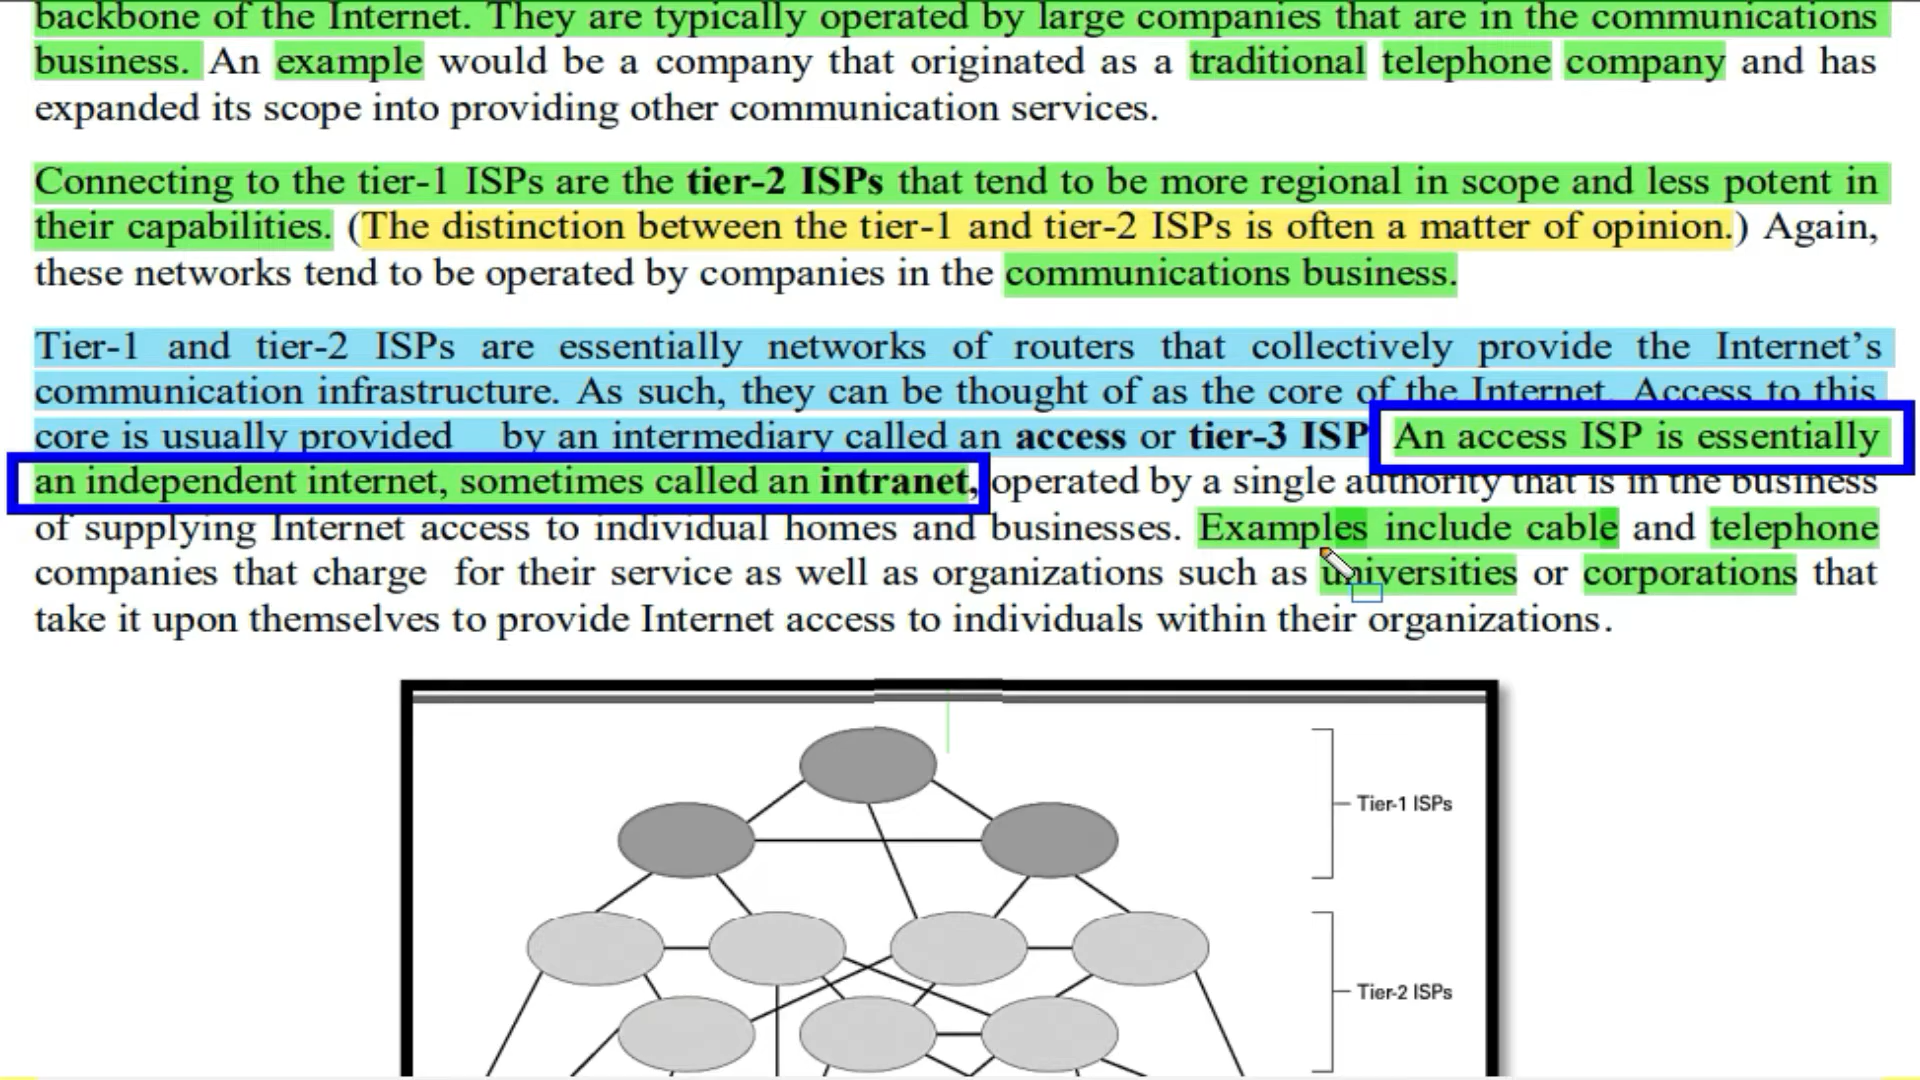 backbone of the Internet. They are typically operated by large companies that are in the communications
business. An example would be a company that originated as a traditional telephone company and has
expanded its scope into providing other communication services.
Connecting to the tier-1 ISPs are the tier-2 ISPs that tend to be more regional in scope and less potent in
their capabilities. (The distinction between the tier-1 and tier-2 ISPs is often a matter of opinion.) Again,
these networks tend to be operated by companies in the communications business.
Tier-1 and tier-2 ISPs are essentially networks of routers that collectively provide the Internet’s
communication infrastructure. As such, they can be thought of as the core of the Internet. Access to this
core is usually provided by an intermediary called an access or tier-3 ISP An access ISP is essentially
an independent internet, sometimes called an intranet, operated by a single authority that is in the business
of supplying Internet access to individual homes and businesses. Examples include cable and telephone
companies that charge for their service as well as organizations such as universities or corporations that
take it upon themselves to provide Internet access to individuals within their organizations.
Tier-1 ISPs
Tier-2 ISPs